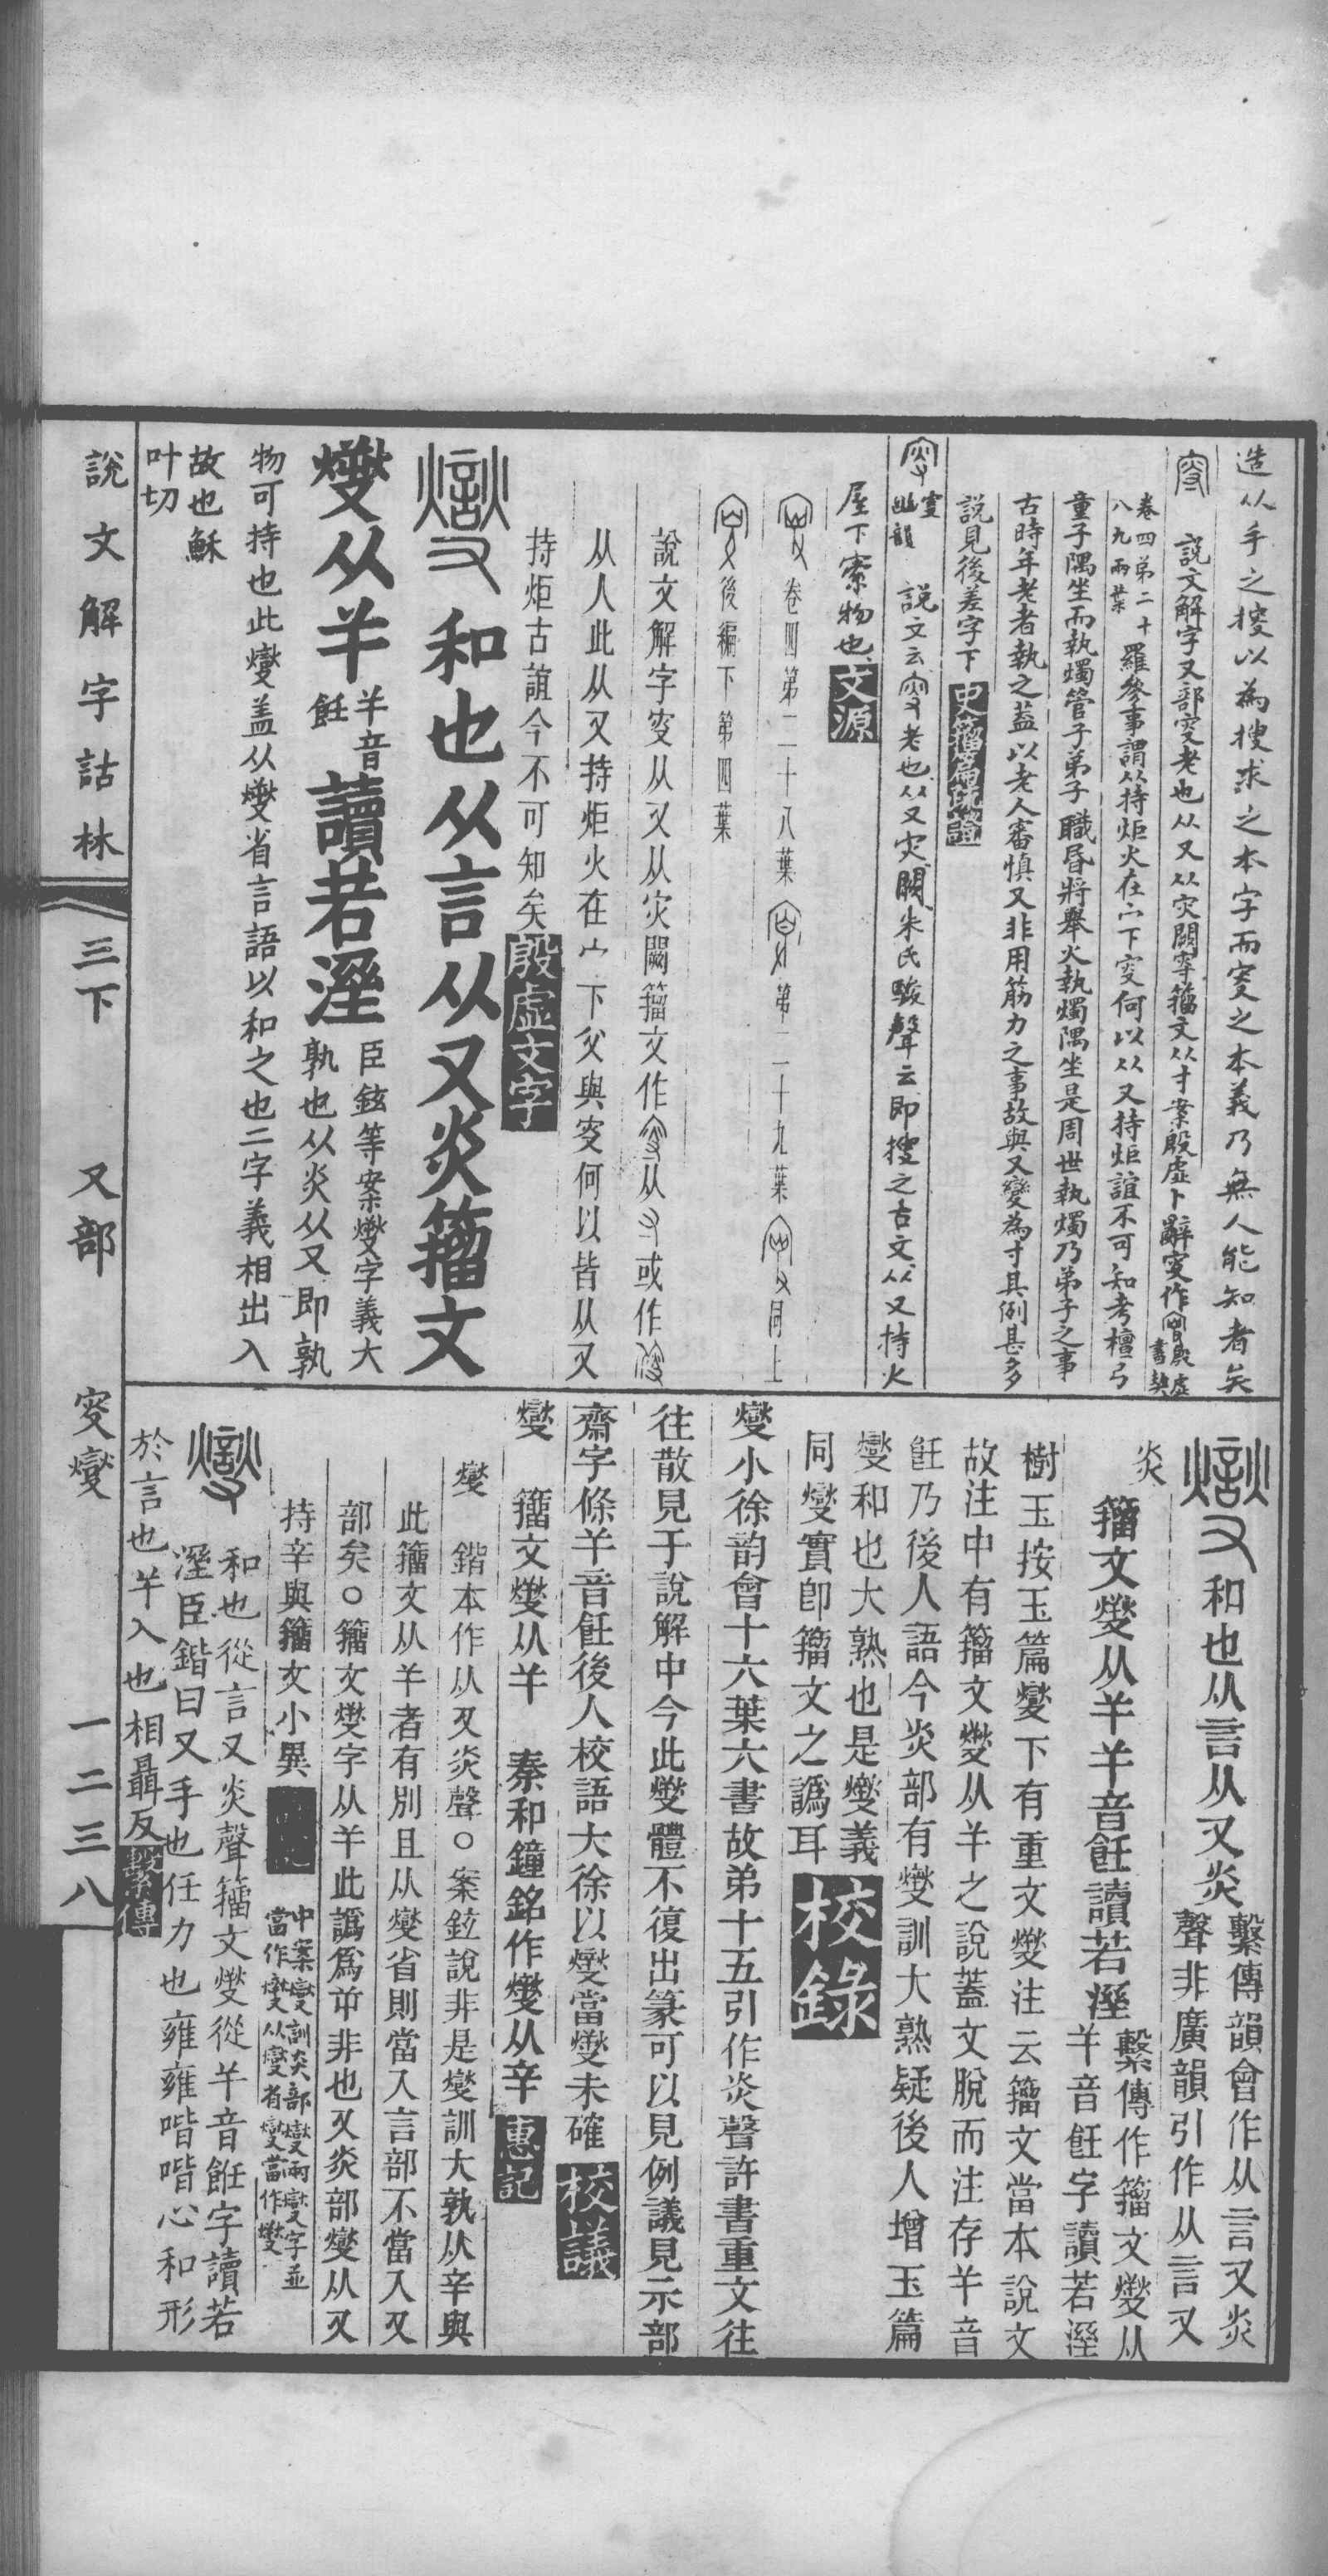 造从手之搜以為搜求之本字而叜之本義乃無人能知者矣
說文解字又部叜老也从又从灾闕籀文从寸案殷虛卜辭叜作殷虛書契
卷四第二十八九兩葉羅參事謂从持炬火在宀下叜何以从又持炬誼不可知考檀弓
童子隅坐而執燭管子弟子職昏將舉火執燭隅坐是周世執燭乃弟子之事
古時年老者執之蓋以老人審慎又非用筋力之事故與又變為寸其例甚多
說見後差字下史籀篇疏證
叜幽韻 說文云叜老也从又灾闕朱氏駿聲云即搜之古文从又持火
屋下索物也文源
卷四第二十八葉 第二十九葉 同上
後編下第四葉
說文解字叜从又从灾闕籀文作从又或作
从人此从又持炬火在宀下父與叜何以皆从又
持炬古誼今不可知矣殷虛文字
燮 和也从言从又炎籀文
燮从羊羊音飪讀若溼臣鉉等案燮字義大孰也从炎从又即孰
物可持也此燮蓋从燮省言語以和之也二字義相出入
故也穌叶切
燮 和也从言从又炎繫傳韻會作从言又炎聲非廣韻引作从言又炎
籀文燮从羊羊音飪讀若溼繫傳作籀文燮从羊音飪字讀若溼
樹玉按玉篇燮下有重文燮注云籀文當本說文
故注中有籀文燮从羊之說蓋文脫而注存羊音
飪乃後人語今炎部有燮訓大熟疑後人增玉篇
燮和也大熟也是燮義同燮實卽籀文之譌耳校錄
燮小徐韵會十六葉六書故弟十五引作炎聲許書重文往
往散見于說解中今此燮體不復出篆可以見例議見示部
齋字條羊音飪後人校語大徐以燮當燮未確校議
燮 籀文燮从羊 秦和鐘銘作燮从辛惠記
燮 鍇本作从又炎聲○案鉉說非是燮訓大孰从辛與
此籀文从羊者有別且从燮省則當入言部不當入又
部矣○籀文燮字从羊此譌爲䇂非也又炎部燮从又
持辛與籀文小異 中案燮訓炎部燮兩燮字並當作燮从燮省燮當作燮
燮 和也從言又炎聲籀文燮從羊音飪字讀若溼臣鍇曰又手也任力也雍雍喈喈心和形
於言也羊入也相聶反繫傳
說文解字詁林 三下 又部 叜燮 一二三八